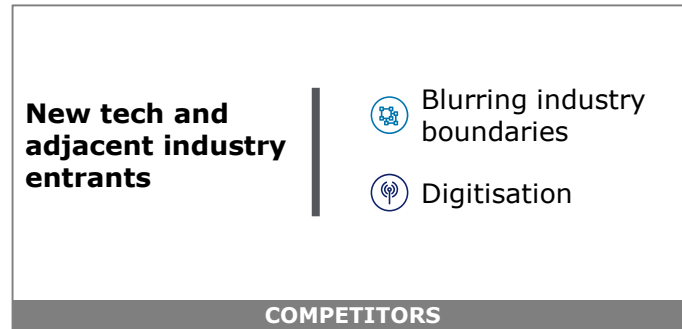 New tech and
adjacent industry
entrants
Blurring industry
boundaries
Digitisation
COMPETITORS